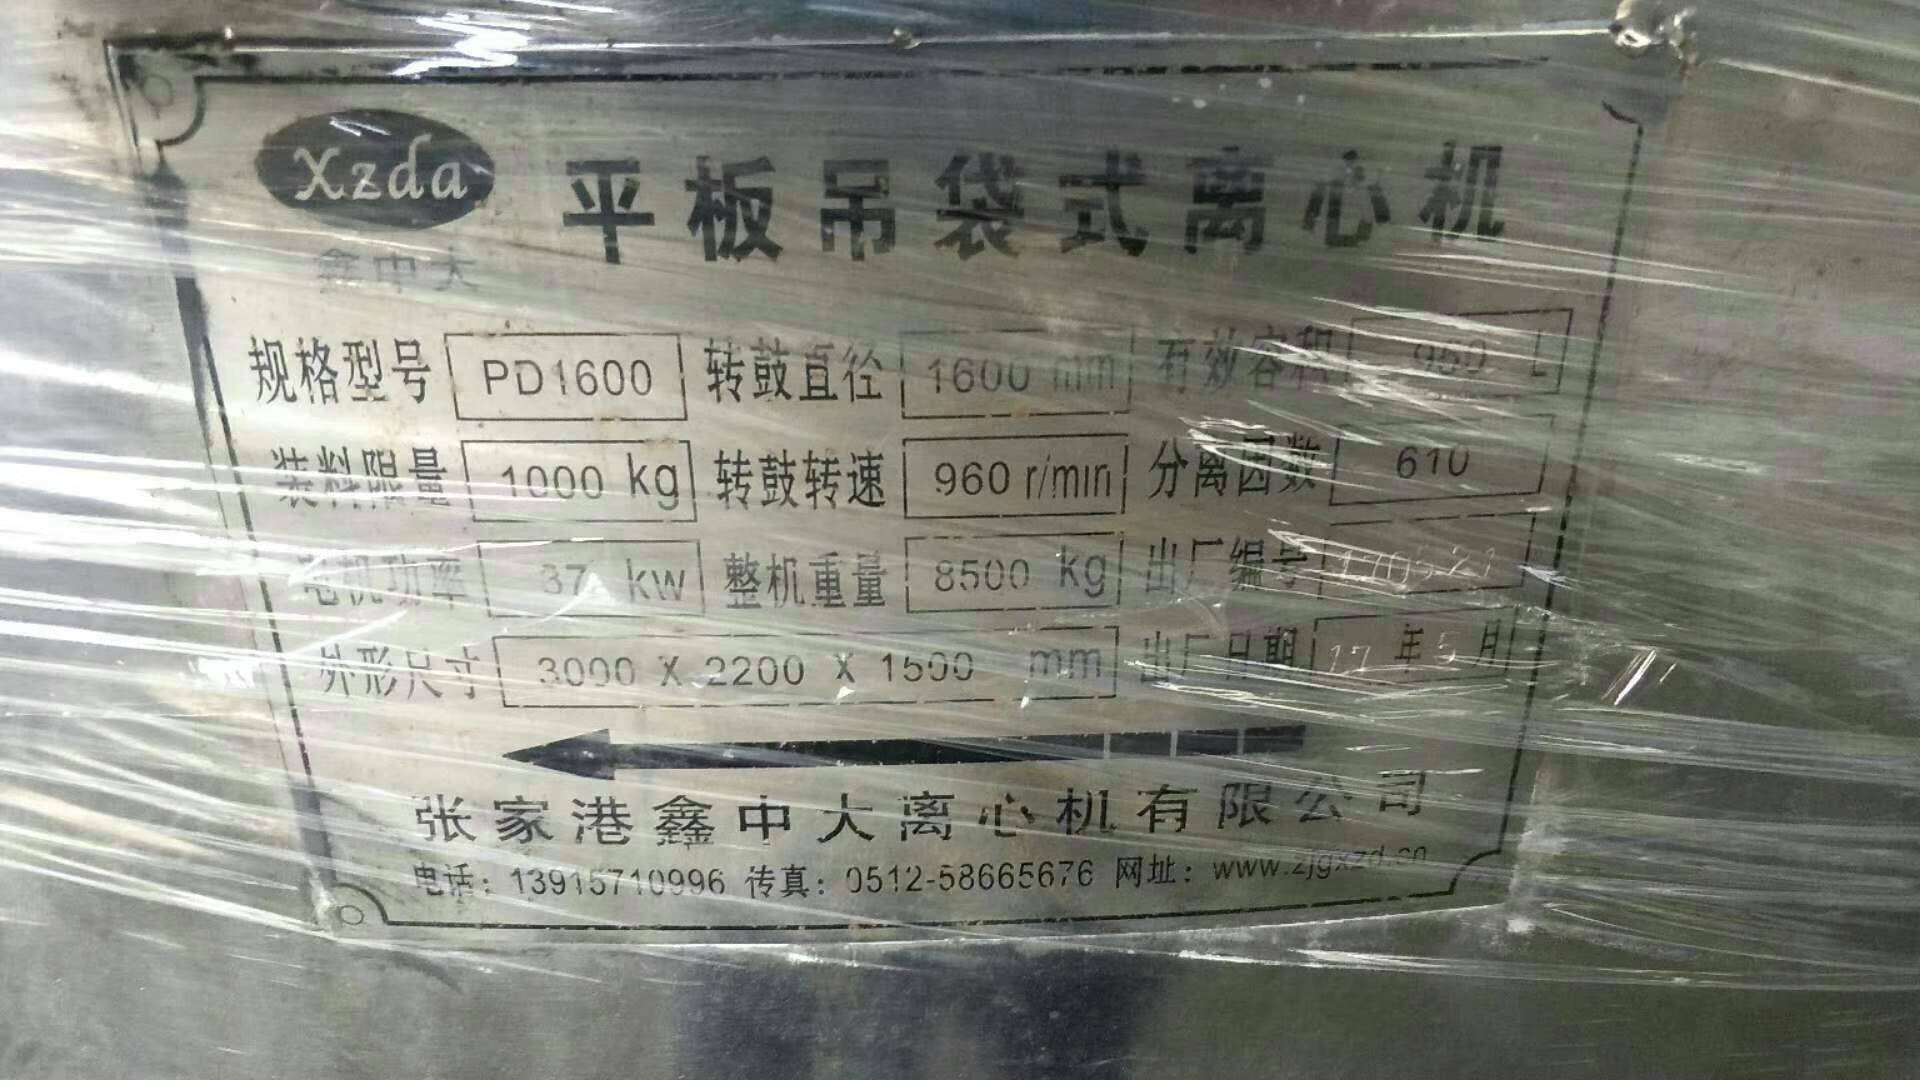 Xzda
鑫中大
平板吊袋式离心机
规格型号 PD1600 转鼓直径 1600 mm 有效容积 950 L
装料限量 1000 kg 转鼓转速 960 r/min 分离因数 610
电机功率 37 kw 整机重量 8500 kg 出厂编号 170521
外形尺寸 3000 X 2200 X 1500 mm 出厂日期 17 年 5 月
张家港鑫中大离心机有限公司
电话：13915710996 传真：0512-58665676 网址：www.zjgxzd.cn